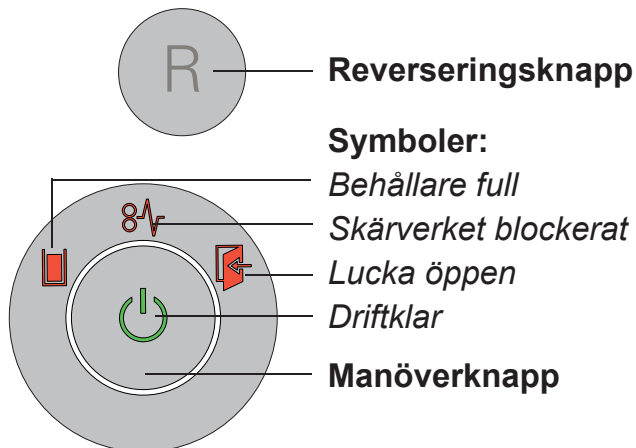 R
Reverseringsknapp
Symboler:
Behållare full
Skärverket blockerat
Lucka öppen
Driftklar
Manöverknapp